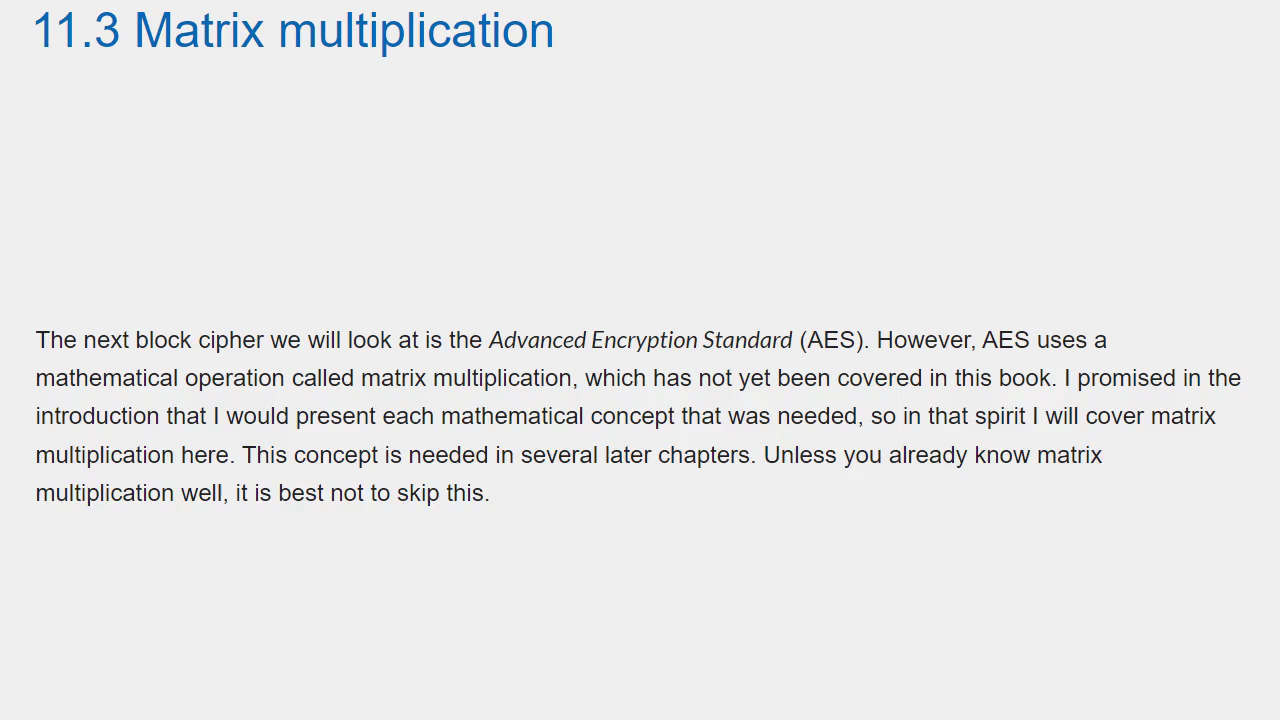 11.3 Matrix multiplication
The next block cipher we will look at is the Advanced Encryption Standard (AES). However, AES uses a
mathematical operation called matrix multiplication, which has not yet been covered in this book. I promised in the
introduction that I would present each mathematical concept that was needed, so in that spirit I will cover matrix
multiplication here. This concept is needed in several later chapters. Unless you already know matrix
multiplication well, it is best not to skip this.